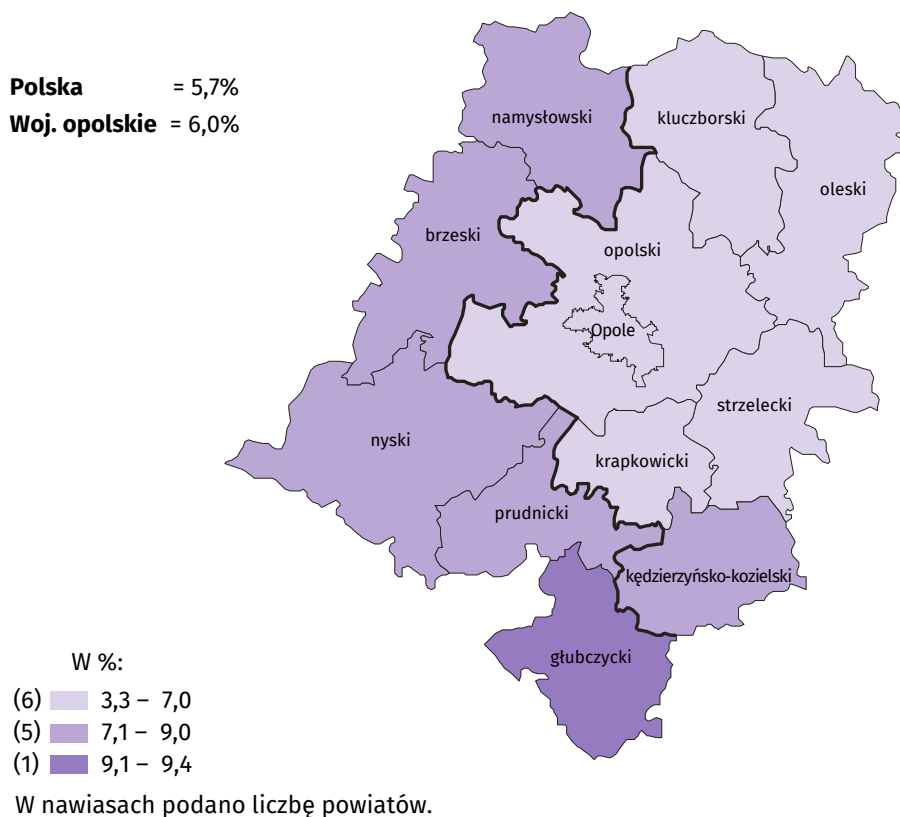 Polska = 5,7%
Woj. opolskie = 6,0%
namysłowski
kluczborski
oleski
brzeski
opolski
Opole
strzelecki
nyski
krapkowicki
prudnicki
kędzierzyńsko-kozielski
głubczycki
W %:
(6) 3,3 – 7,0
(5) 7,1 – 9,0
(1) 9,1 – 9,4
W nawiasach podano liczbę powiatów.